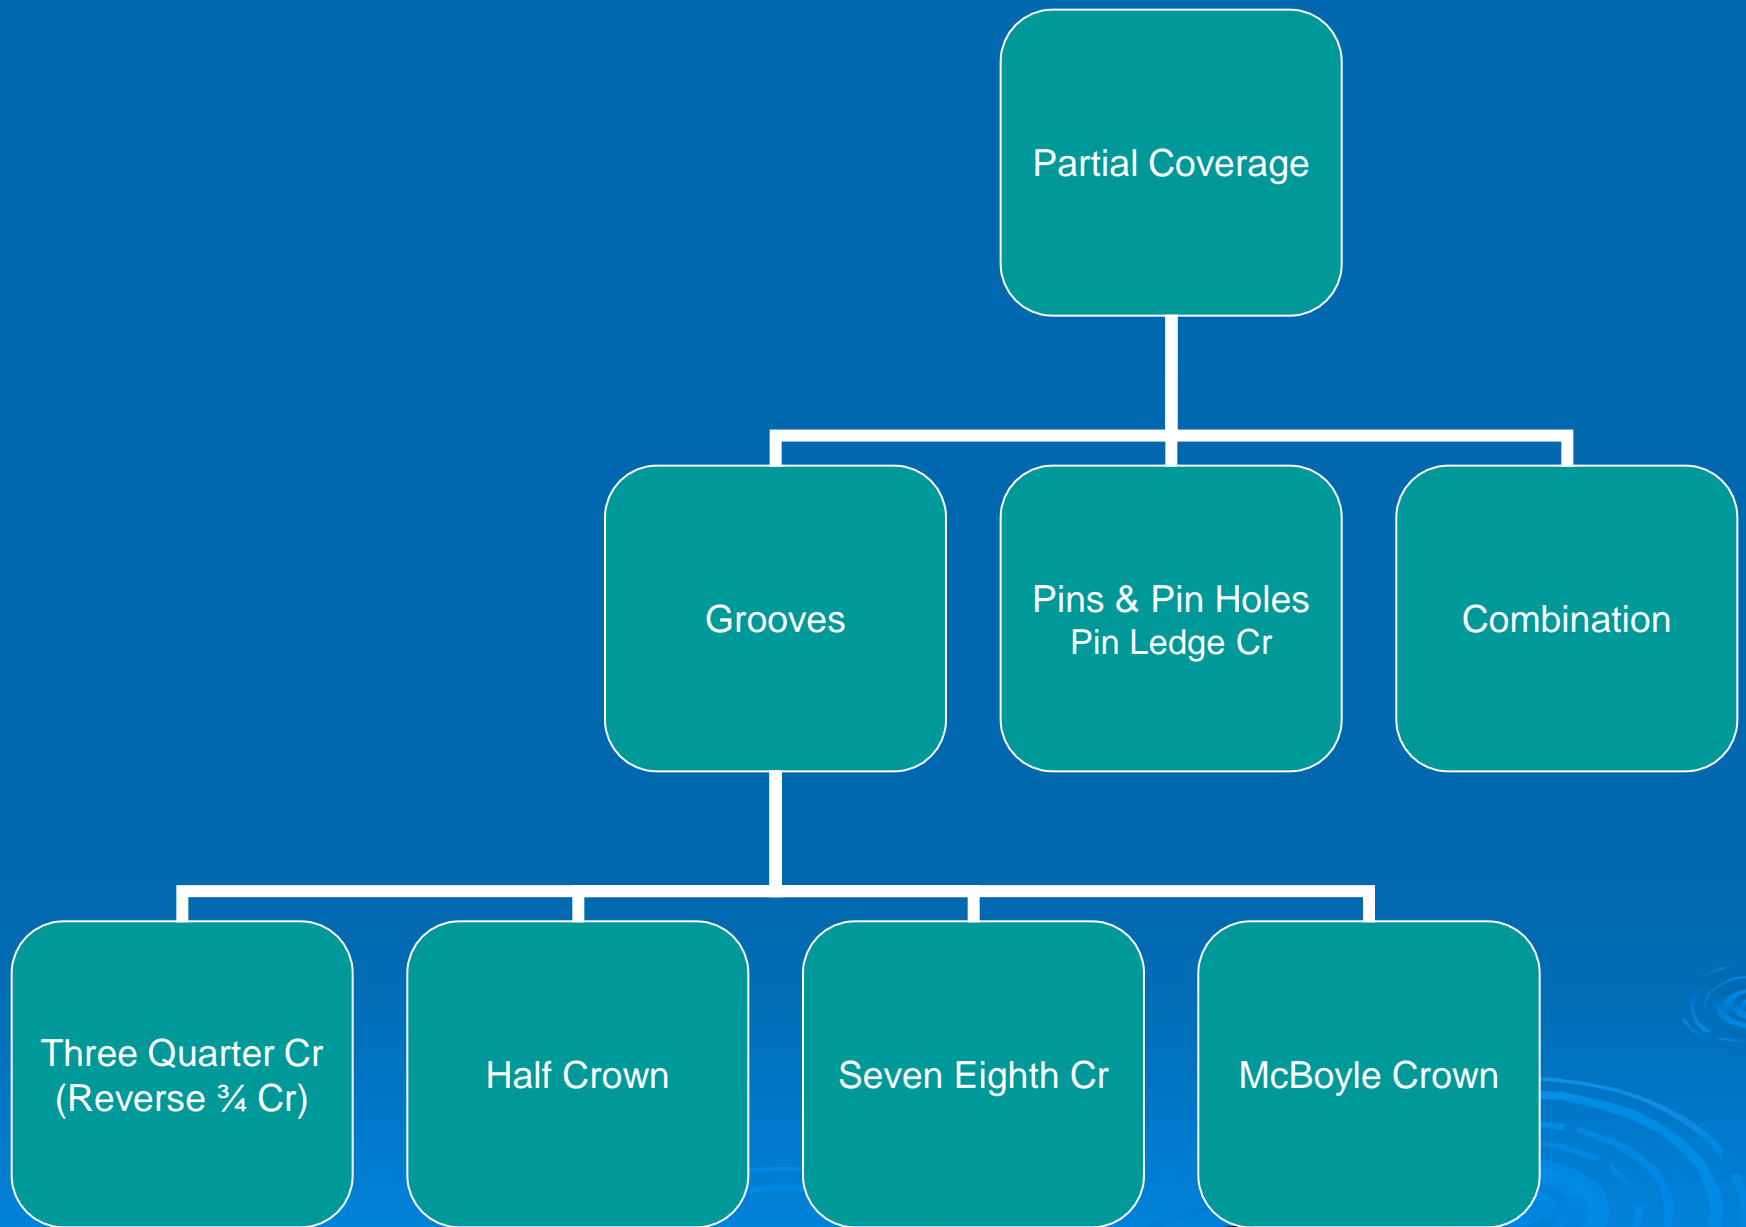 Partial Coverage
Grooves
Pins & Pin Holes
Pin Ledge Cr
Combination
Three Quarter Cr
(Reverse ¾ Cr)
Half Crown
Seven Eighth Cr
McBoyle Crown